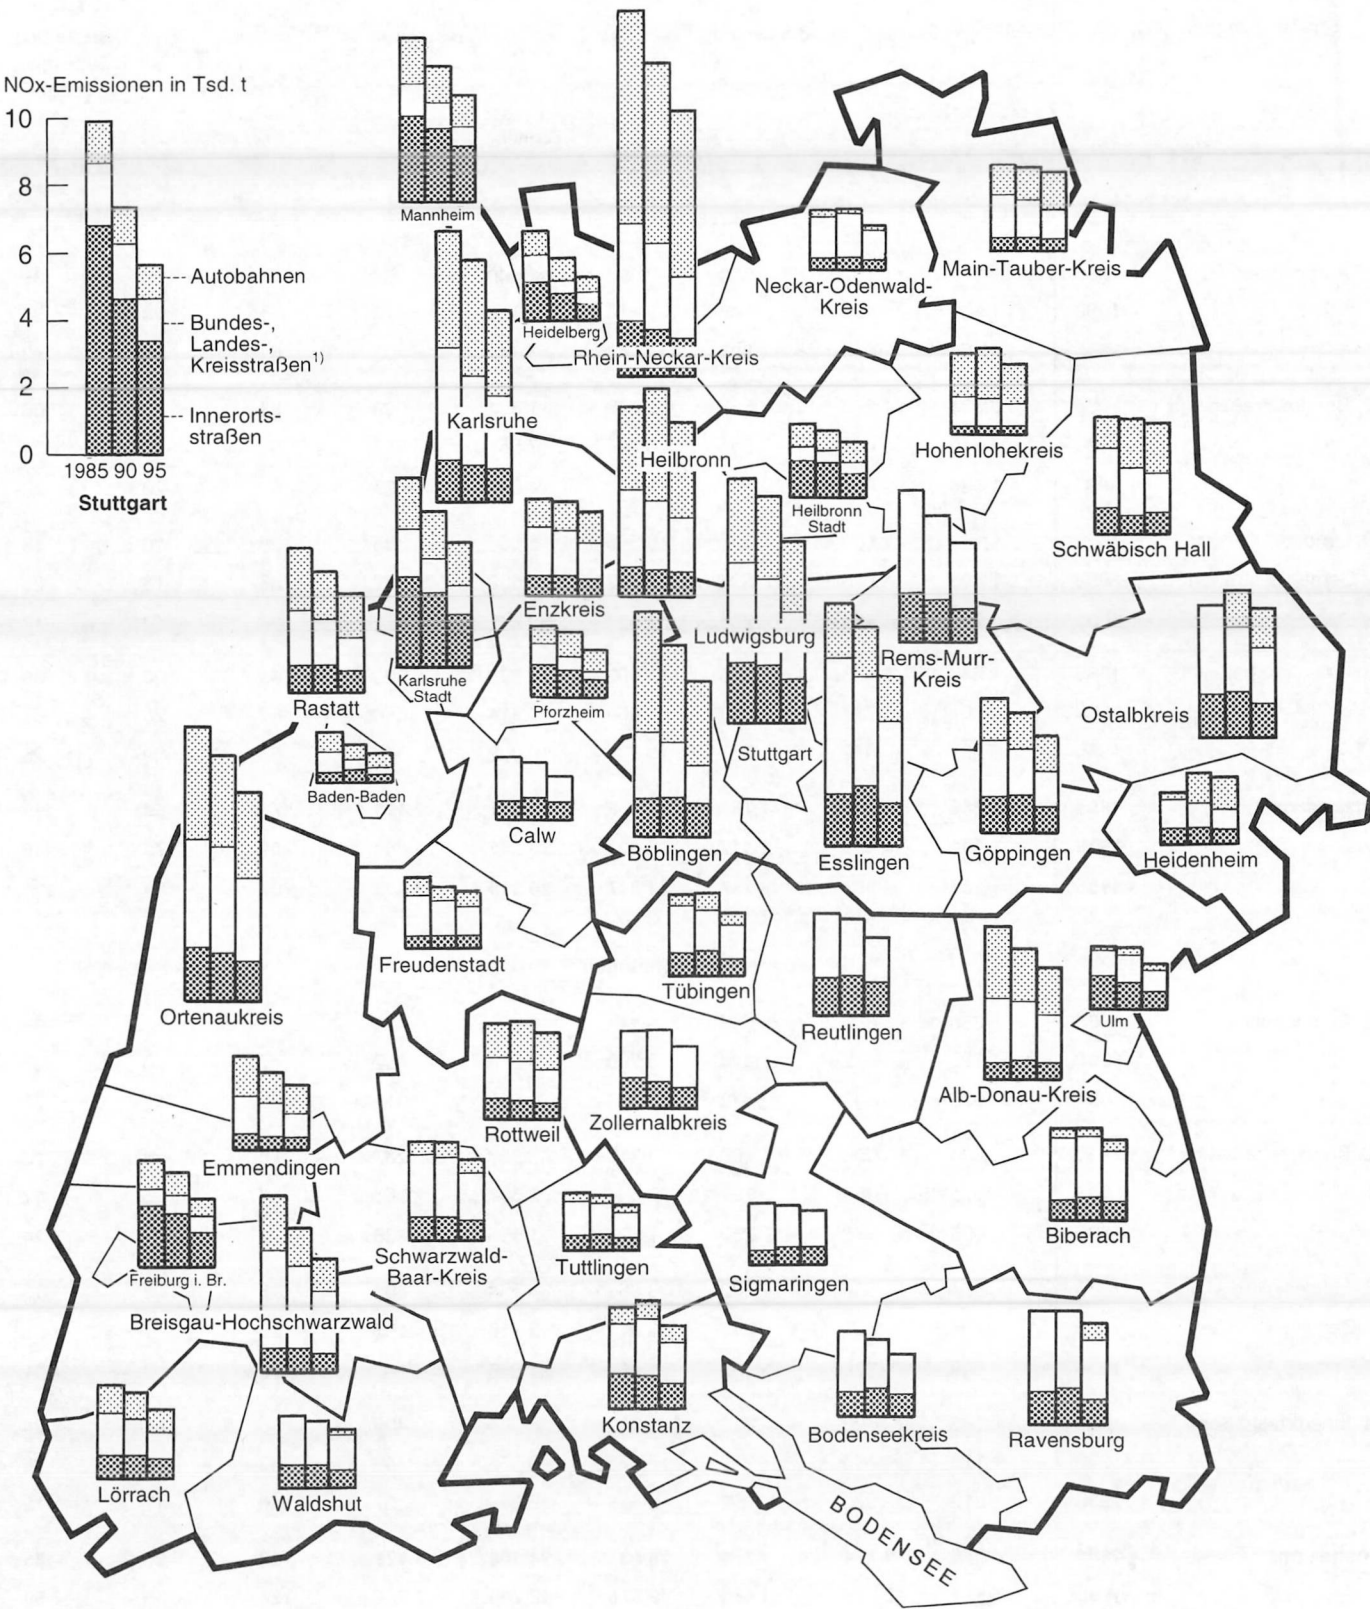 NOx-Emissionen in Tsd. t
10
8
6
4
2
0
Autobahnen
Bundes-,
Landes-,
Kreisstraßen¹⁾
Innerorts-
straßen
1985 90 95
Stuttgart
Mannheim
Heidelberg
Rhein-Neckar-Kreis
Neckar-Odenwald-
Kreis
Main-Tauber-Kreis
Karlsruhe
Heilbronn
Heilbronn
Stadt
Hohenlohekreis
Schwäbisch Hall
Enzkreis
Ludwigsburg
Rems-Murr-
Kreis
Karlsruhe
Stadt
Rastatt
Pforzheim
Stuttgart
Ostalbkreis
Baden-Baden
Calw
Böblingen
Esslingen
Göppingen
Heidenheim
Freudenstadt
Tübingen
Reutlingen
Ortenaukreis
Ulm
Alb-Donau-Kreis
Rottweil
Zollernalbkreis
Emmendingen
Biberach
Schwarzwald-
Baar-Kreis
Tuttlingen
Sigmaringen
Freiburg i. Br.
Breisgau-Hochschwarzwald
Konstanz
Bodenseekreis
Ravensburg
Lörrach
Waldshut
BODENSEE